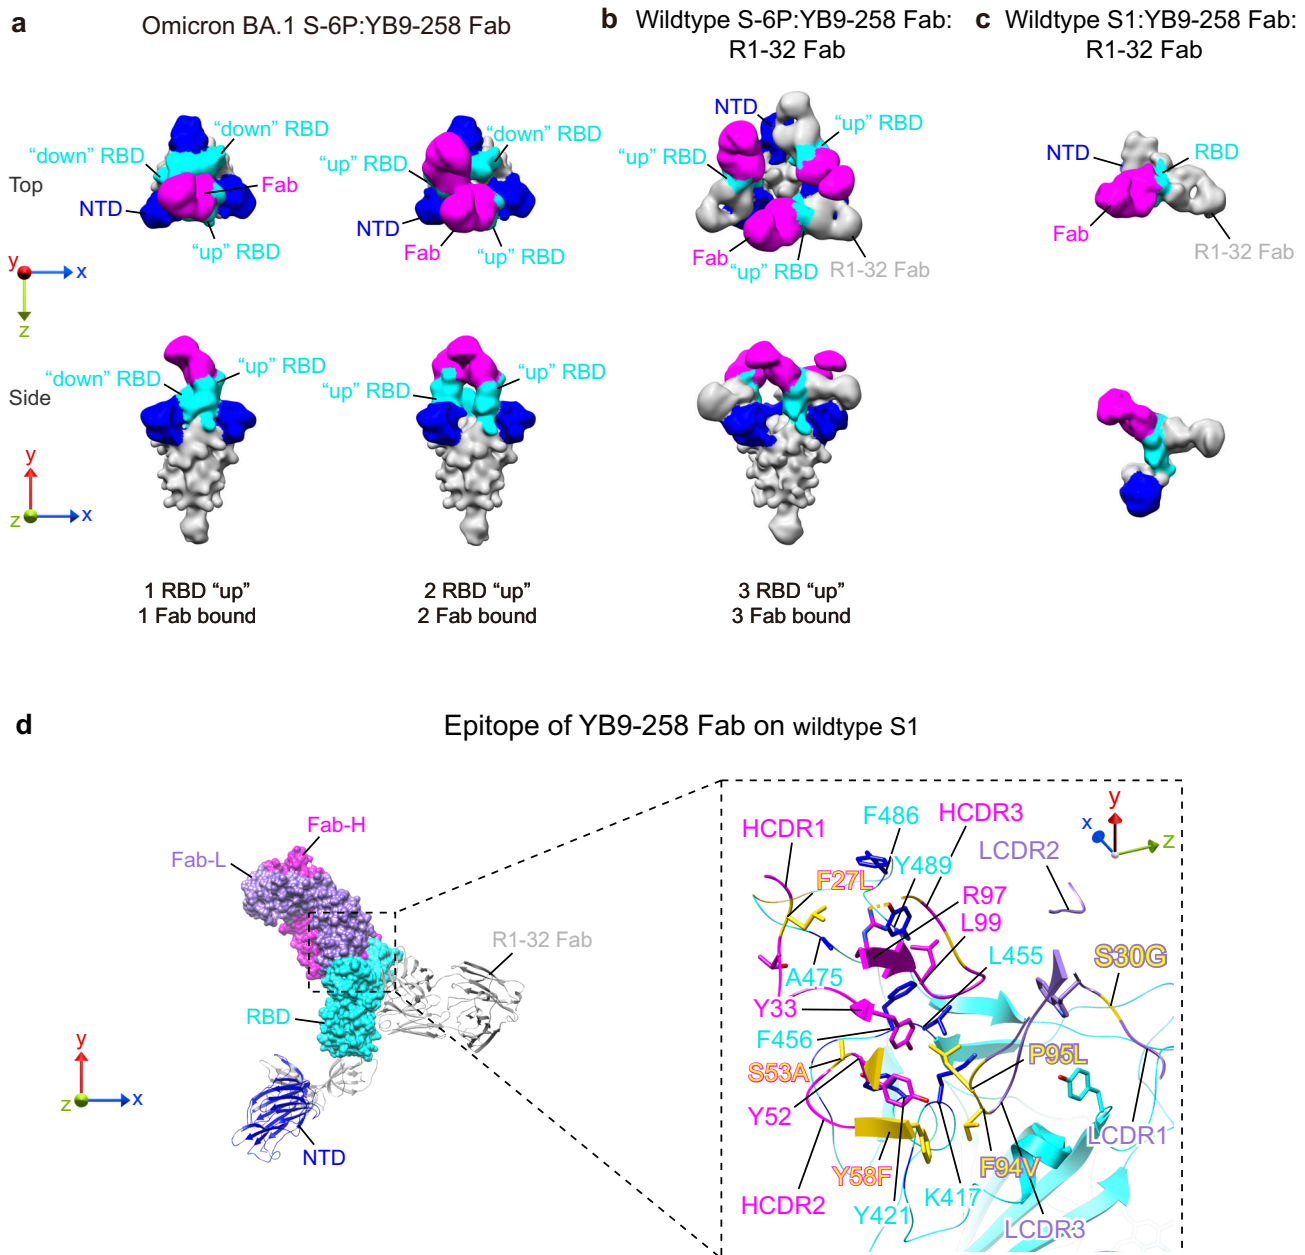 a
Omicron BA.1 S-6P:YB9-258 Fab
b
Wildtype S-6P:YB9-258 Fab:
R1-32 Fab
c
Wildtype S1:YB9-258 Fab:
R1-32 Fab
Top
“down” RBD
“down” RBD
Fab
NTD
“up” RBD
“down” RBD
“up” RBD
NTD
Fab
“up” RBD
NTD
“up” RBD
“up” RBD
Fab
“up” RBD
R1-32 Fab
NTD
RBD
Fab
R1-32 Fab
y
x
z
Side
“down” RBD
“up” RBD
“up” RBD
“up” RBD
y
z
x
1 RBD “up”
1 Fab bound
2 RBD “up”
2 Fab bound
3 RBD “up”
3 Fab bound
d
Epitope of YB9-258 Fab on wildtype S1
Fab-H
Fab-L
R1-32 Fab
RBD
NTD
y
z
x
HCDR1
F486
HCDR3
y
x
z
F27L
Y489
LCDR2
R97
L99
A475
L455
S30G
Y33
F456
S53A
P95L
Y52
LCDR1
Y58F
F94V
HCDR2
Y421
K417
LCDR3